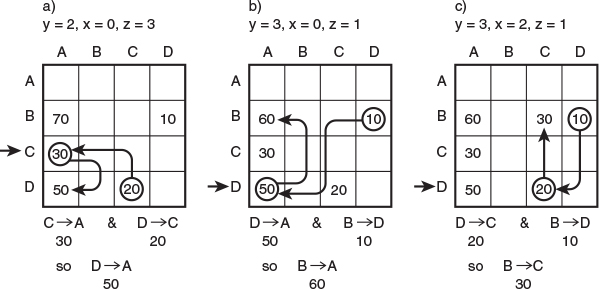 a)
y = 2, x = 0, z = 3
A B C D
A
B 70 10
C 30
D 50 20
C → A & D → C
30 20
so D → A
50
b)
y = 3, x = 0, z = 1
A B C D
A
B 60 10
C 30
D 50 20
D → A & B → D
50 10
so B → A
60
c)
y = 3, x = 2, z = 1
A B C D
A
B 60 30 10
C 30
D 50 20
D → C & B → D
20 10
so B → C
30